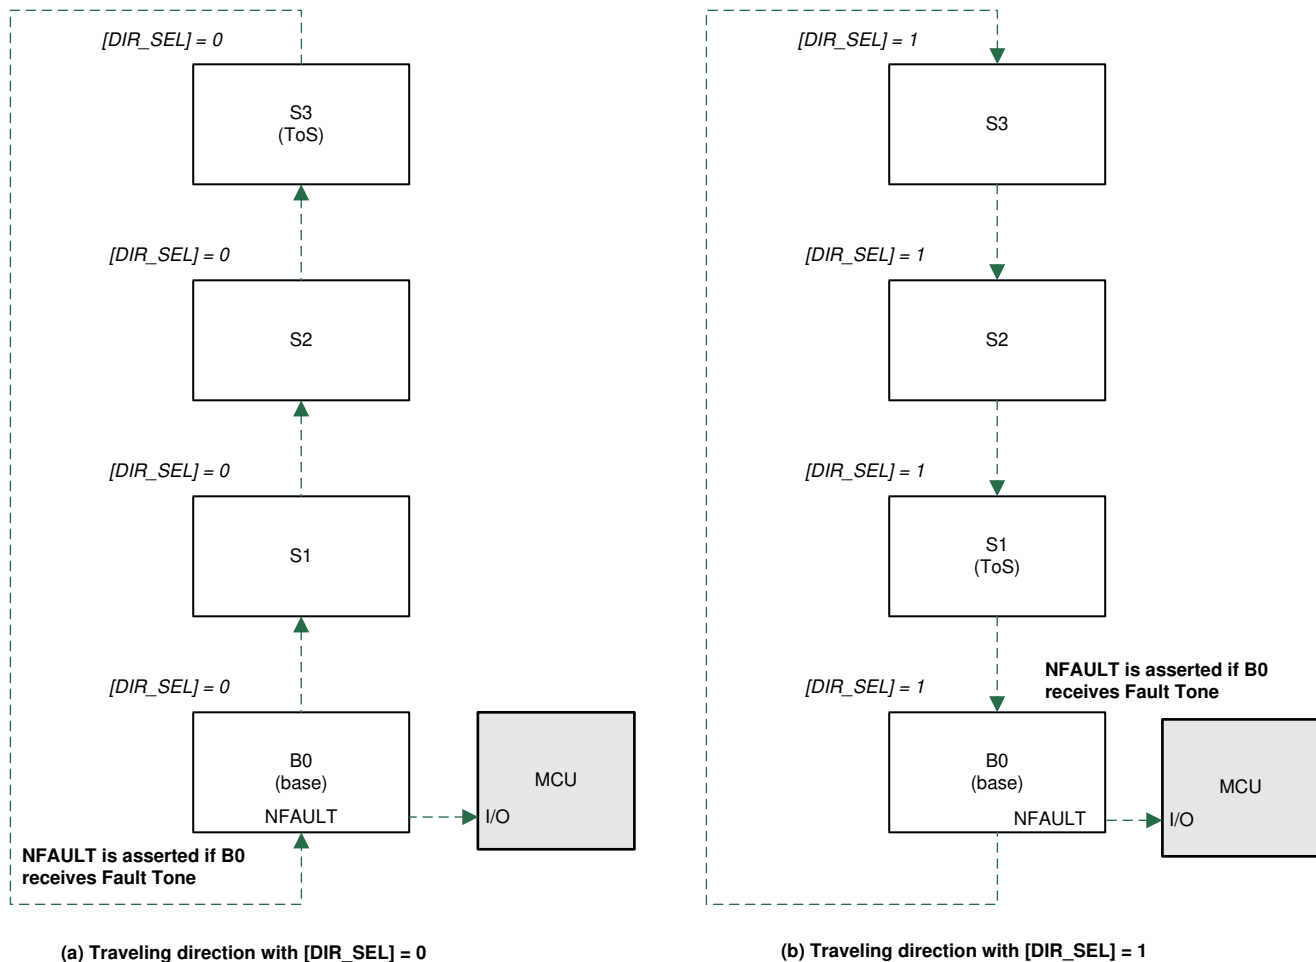 [DIR_SEL] = 0
S3
(ToS)
[DIR_SEL] = 0
S2
[DIR_SEL] = 0
S1
[DIR_SEL] = 0
B0
(base)
NFAULT
MCU
I/O
NFAULT is asserted if B0
receives Fault Tone
(a) Traveling direction with [DIR_SEL] = 0
[DIR_SEL] = 1
S3
[DIR_SEL] = 1
S2
[DIR_SEL] = 1
S1
(ToS)
NFAULT is asserted if B0
receives Fault Tone
[DIR_SEL] = 1
B0
(base)
NFAULT
MCU
I/O
(b) Traveling direction with [DIR_SEL] = 1